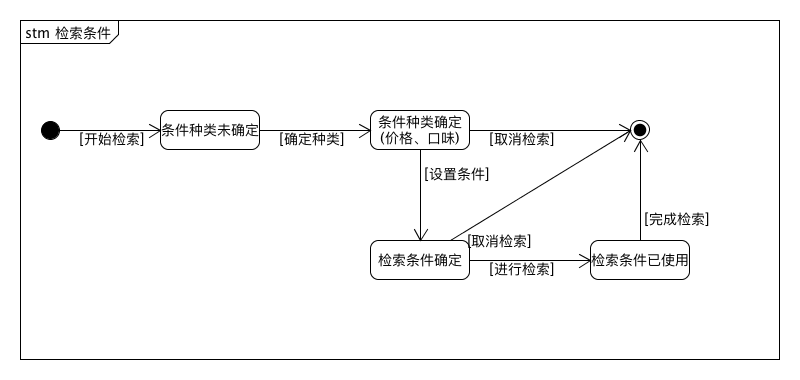 stm 检索条件
[开始检索]
条件种类未确定
[确定种类]
条件种类确定
(价格、口味)
[取消检索]
[设置条件]
[取消检索]
检索条件确定
[进行检索]
检索条件已使用
[完成检索]